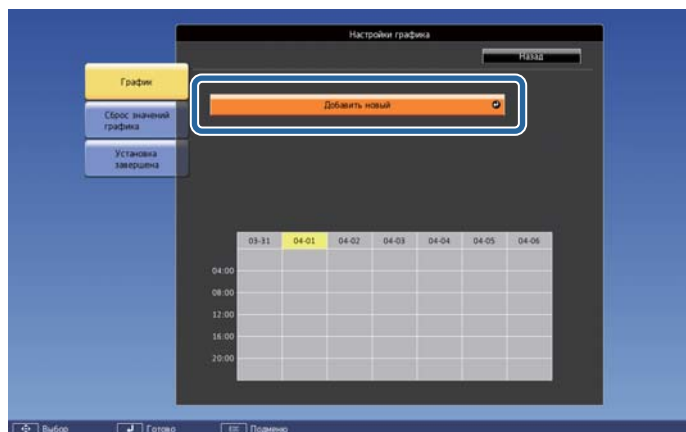 Настройки графика
Назад
График
Добавить новый
Сброс значений
графика
Установка
завершена
03-31 04-01 04-02 04-03 04-04 04-05 04-06
04:00
08:00
12:00
16:00
20:00
Выбор Готово Подменю